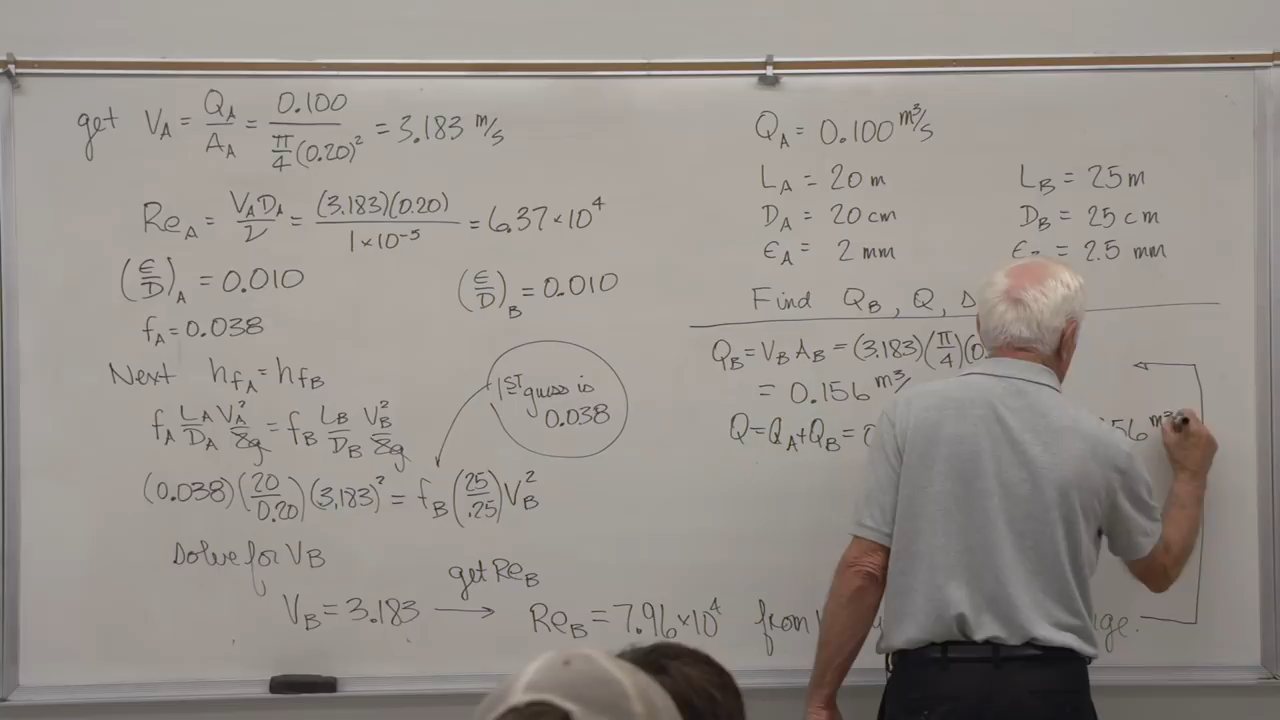 get V_A = Q_A/A_A = 0.100/(π/4 (0.20)²) = 3.183 m/s
Re_A = V_A D_A/ν = (3.183)(0.20)/(1×10⁻⁵) = 6.37×10⁴
(ϵ/D)_A = 0.010 (ϵ/D)_B = 0.010
f_A = 0.038
Next h_fA = h_fB
1ST guess is
0.038
f_A L_A/D_A V_A²/2g = f_B L_B/D_B V_B²/2g
(0.038)(20/0.20)(3.183)² = f_B (25/.25) V_B²
Solve for V_B
get Re_B
V_B = 3.183 → Re_B = 7.96×10⁴ from
Q_A = 0.100 m³/s
L_A = 20 m L_B = 25 m
D_A = 20 cm D_B = 25 cm
ϵ_A = 2 mm = 2.5 mm
Find Q_B, Q,
Q_B = V_B A_B = (3.183)(π/4)(0.
= 0.156 m³/
Q = Q_A + Q_B = 56 m³